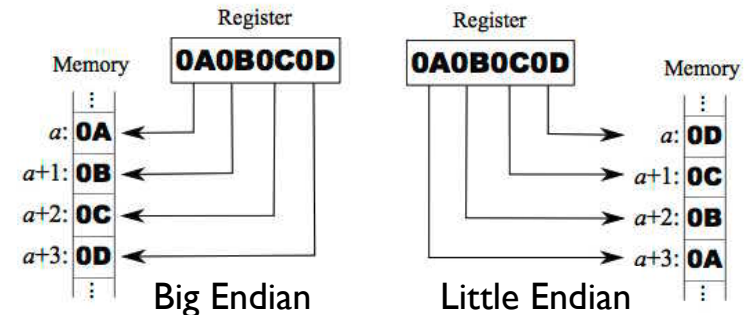 Register
0A0B0C0D
Memory
⋮
a: 0A
a+1: 0B
a+2: 0C
a+3: 0D
⋮
Big Endian
Register
0A0B0C0D
Memory
⋮
a: 0D
a+1: 0C
a+2: 0B
a+3: 0A
⋮
Little Endian